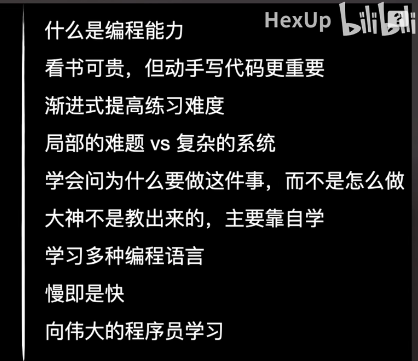 HexUp bilibili
什么是编程能力
看书可贵，但动手写代码更重要
渐进式提高练习难度
局部的难题 vs 复杂的系统
学会问为什么要做这件事，而不是怎么做
大神不是教出来的，主要靠自学
学习多种编程语言
慢即是快
向伟大的程序员学习